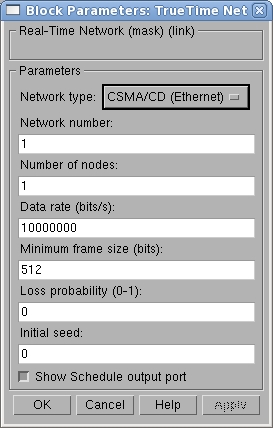 Block Parameters: TrueTime Net
Real-Time Network (mask) (link)
Parameters
Network type: CSMA/CD (Ethernet)
Network number:
1
Number of nodes:
1
Data rate (bits/s):
10000000
Minimum frame size (bits):
512
Loss probability (0-1):
0
Initial seed:
0
Show Schedule output port
OK Cancel Help Apply